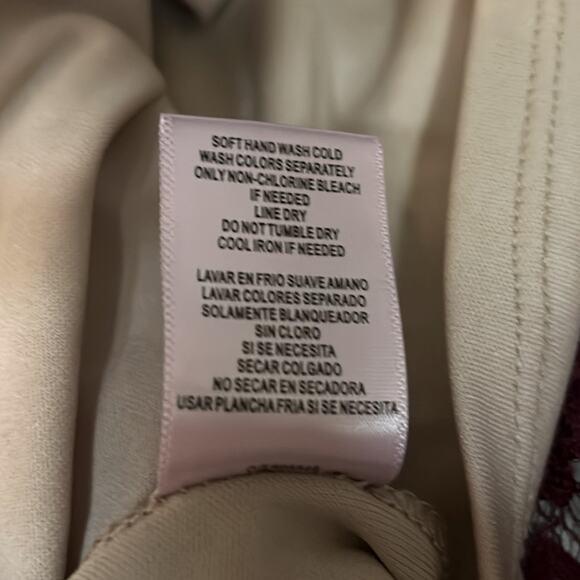 SOFT HAND WASH COLD
WASH COLORS SEPARATELY
ONLY NON-CHLORINE BLEACH
IF NEEDED
LINE DRY
DO NOT TUMBLE DRY
COOL IRON IF NEEDED
LAVAR EN FRIO SUAVE AMANO
LAVAR COLORES SEPARADO
SOLAMENTE BLANQUEADOR
SIN CLORO
SI SE NECESITA
SECAR COLGADO
NO SECAR EN SECADORA
USAR PLANCHA FRIA SI SE NECESITA